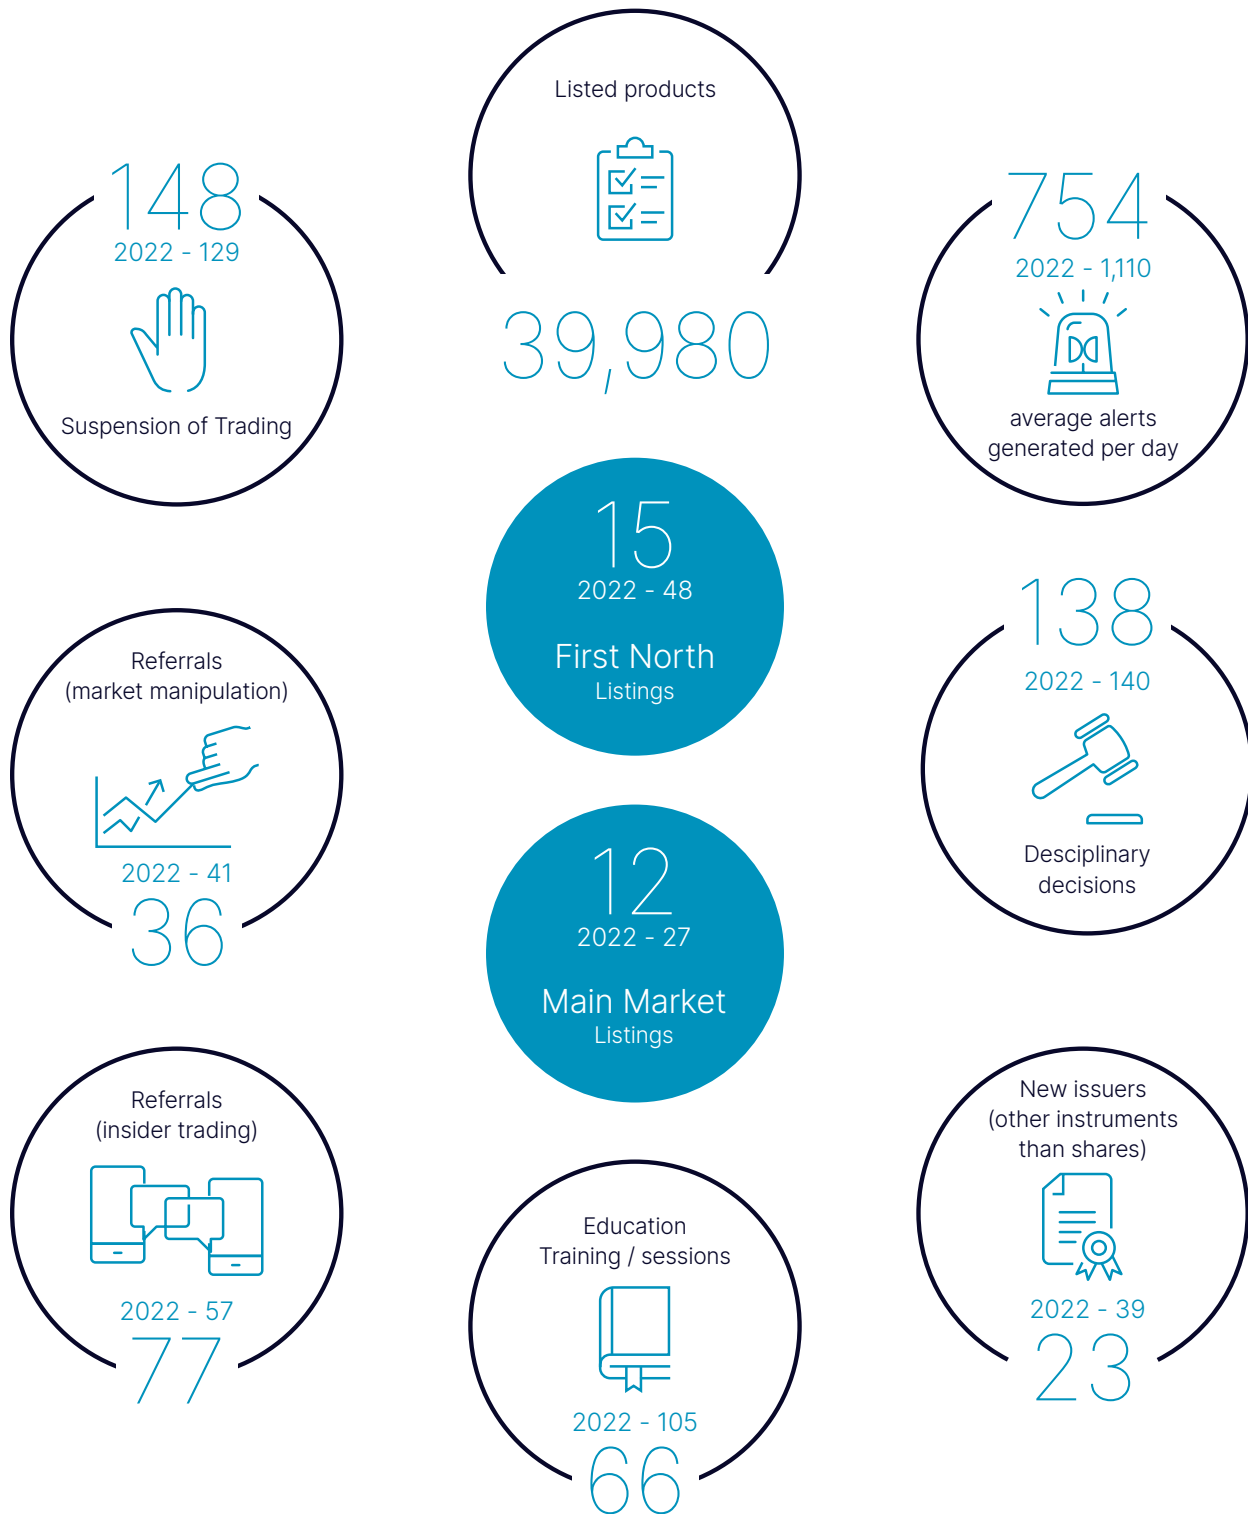 Listed products
39,980
148
2022 - 129
Suspension of Trading
754
2022 - 1,110
average alerts
generated per day
15
2022 - 48
First North
Listings
138
2022 - 140
Desciplinary
decisions
Referrals
(market manipulation)
2022 - 41
36
12
2022 - 27
Main Market
Listings
Referrals
(insider trading)
2022 - 57
77
Education
Training / sessions
2022 - 105
66
New issuers
(other instruments
than shares)
2022 - 39
23